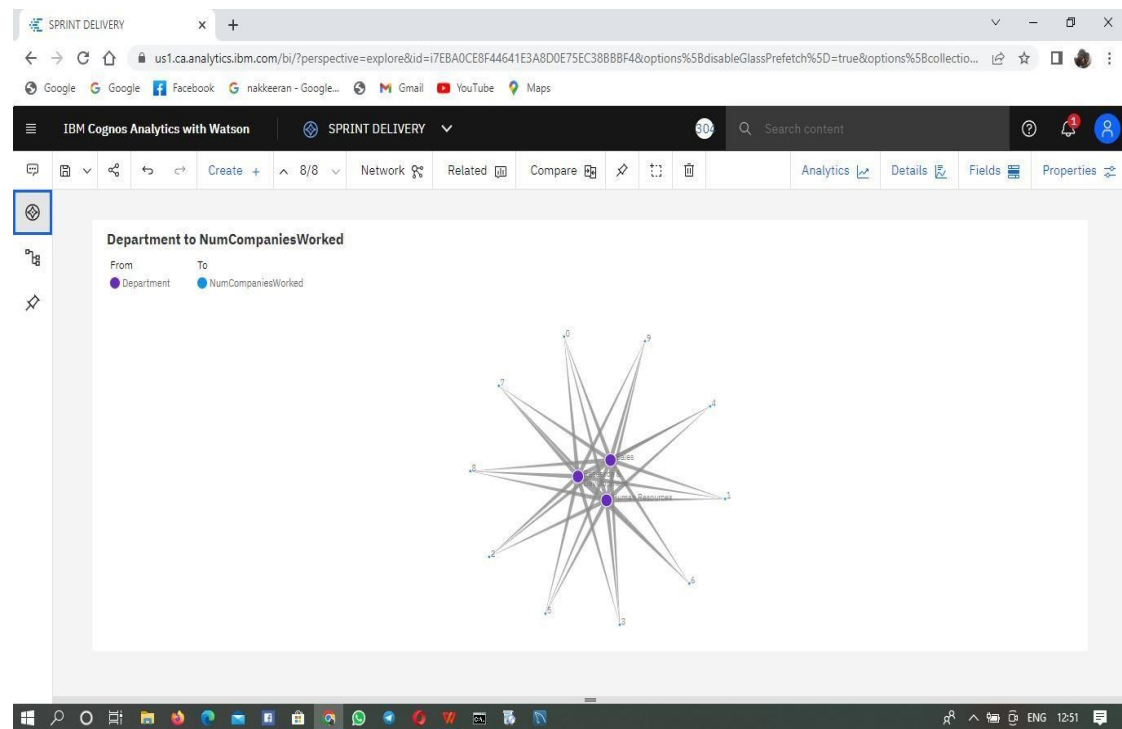 SPRINT DELIVERY
us1.ca.analytics.ibm.com/bi/?perspective=explore&id=i7EBA0CE8F44641E3A8D0E75EC38BBBF4&options%5BdisableGlassPrefetch%5D=true&options%5Bcollectio...
Google Google Facebook nakkeeran - Google... Gmail YouTube Maps
IBM Cognos Analytics with Watson SPRINT DELIVERY 304 Search content 1
Create + 8/8 Network Related Compare Analytics Details Fields Properties
Department to NumCompaniesWorked
From To
Department NumCompaniesWorked
0
9
7
4
Sales
8
Human Resources
1
2
6
5
3
ENG 12:51